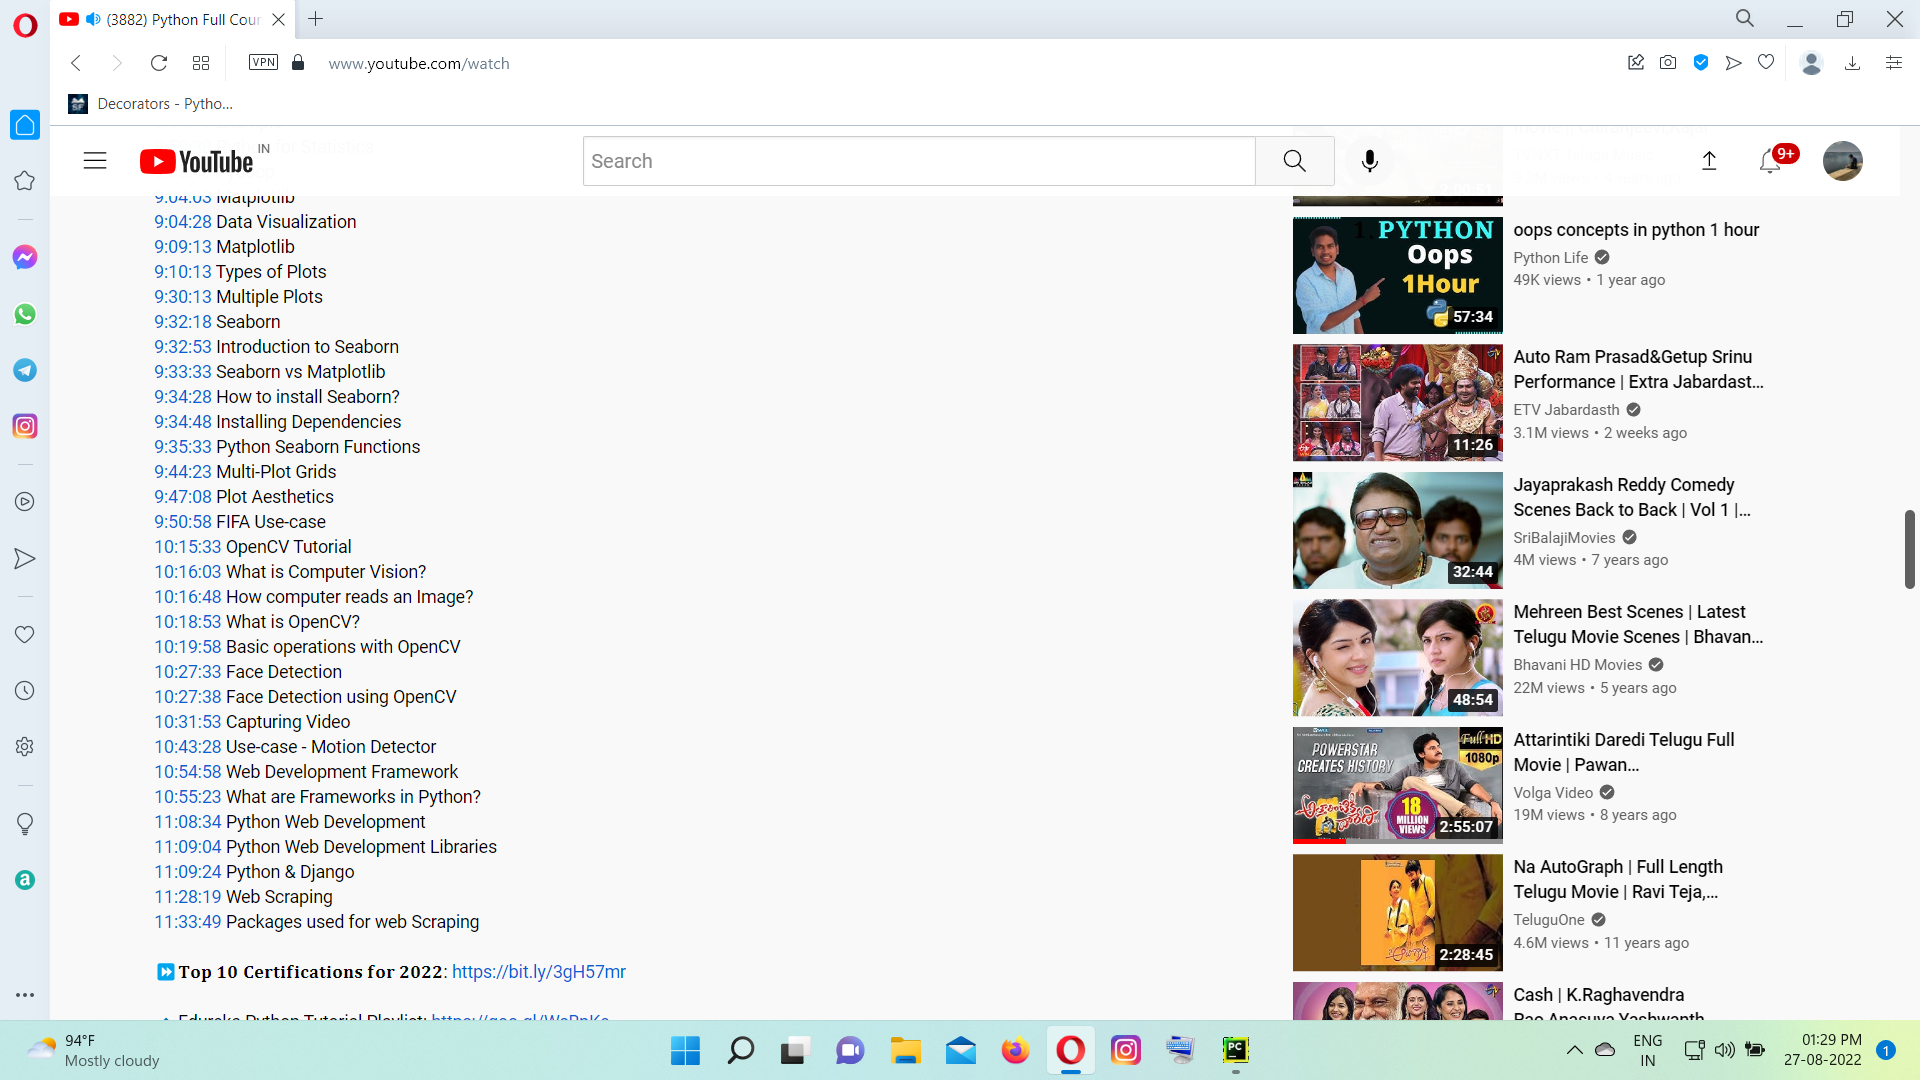 (3882) Python Full Cour
VPN
www.youtube.com/watch
Decorators - Pytho...
YouTube IN
Search
9+
9:04:03 Matplotlib
9:04:28 Data Visualization
9:09:13 Matplotlib
9:10:13 Types of Plots
9:30:13 Multiple Plots
9:32:18 Seaborn
9:32:53 Introduction to Seaborn
9:33:33 Seaborn vs Matplotlib
9:34:28 How to install Seaborn?
9:34:48 Installing Dependencies
9:35:33 Python Seaborn Functions
9:44:23 Multi-Plot Grids
9:47:08 Plot Aesthetics
9:50:58 FIFA Use-case
10:15:33 OpenCV Tutorial
10:16:03 What is Computer Vision?
10:16:48 How computer reads an Image?
10:18:53 What is OpenCV?
10:19:58 Basic operations with OpenCV
10:27:33 Face Detection
10:27:38 Face Detection using OpenCV
10:31:53 Capturing Video
10:43:28 Use-case - Motion Detector
10:54:58 Web Development Framework
10:55:23 What are Frameworks in Python?
11:08:34 Python Web Development
11:09:04 Python Web Development Libraries
11:09:24 Python & Django
11:28:19 Web Scraping
11:33:49 Packages used for web Scraping
Top 10 Certifications for 2022: https://bit.ly/3gH57mr
Edureka Python Tutorial Playlist:
1. PYTHON
Oops
1Hour
57:34
oops concepts in python 1 hour
Python Life
49K views • 1 year ago
11:26
Auto Ram Prasad&Getup Srinu
Performance | Extra Jabardast...
ETV Jabardasth
3.1M views • 2 weeks ago
32:44
Jayaprakash Reddy Comedy
Scenes Back to Back | Vol 1 |...
SriBalajiMovies
4M views • 7 years ago
48:54
Mehreen Best Scenes | Latest
Telugu Movie Scenes | Bhavan...
Bhavani HD Movies
22M views • 5 years ago
POWERSTAR
CREATES HISTORY
Full HD
1080p
18
MILLION
VIEWS
2:55:07
Attarintiki Daredi Telugu Full
Movie | Pawan...
Volga Video
19M views • 8 years ago
2:28:45
Na AutoGraph | Full Length
Telugu Movie | Ravi Teja,...
TeluguOne
4.6M views • 11 years ago
Cash | K.Raghavendra
Rao,Anasuya,Yashwanth
94°F
Mostly cloudy
PC
ENG
IN
01:29 PM
27-08-2022
1